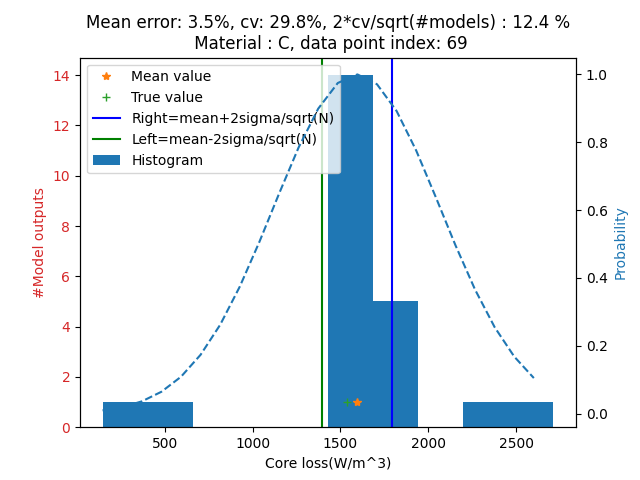 Mean error: 3.5%, cv: 29.8%, 2*cv/sqrt(#models) : 12.4 %
Material : C, data point index: 69
Mean value
True value
Right=mean+2sigma/sqrt(N)
Left=mean-2sigma/sqrt(N)
Histogram
14
12
10
8
6
4
2
0
#Model outputs
1.0
0.8
0.6
0.4
0.2
0.0
Probability
500
1000
1500
2000
2500
Core loss(W/m^3)